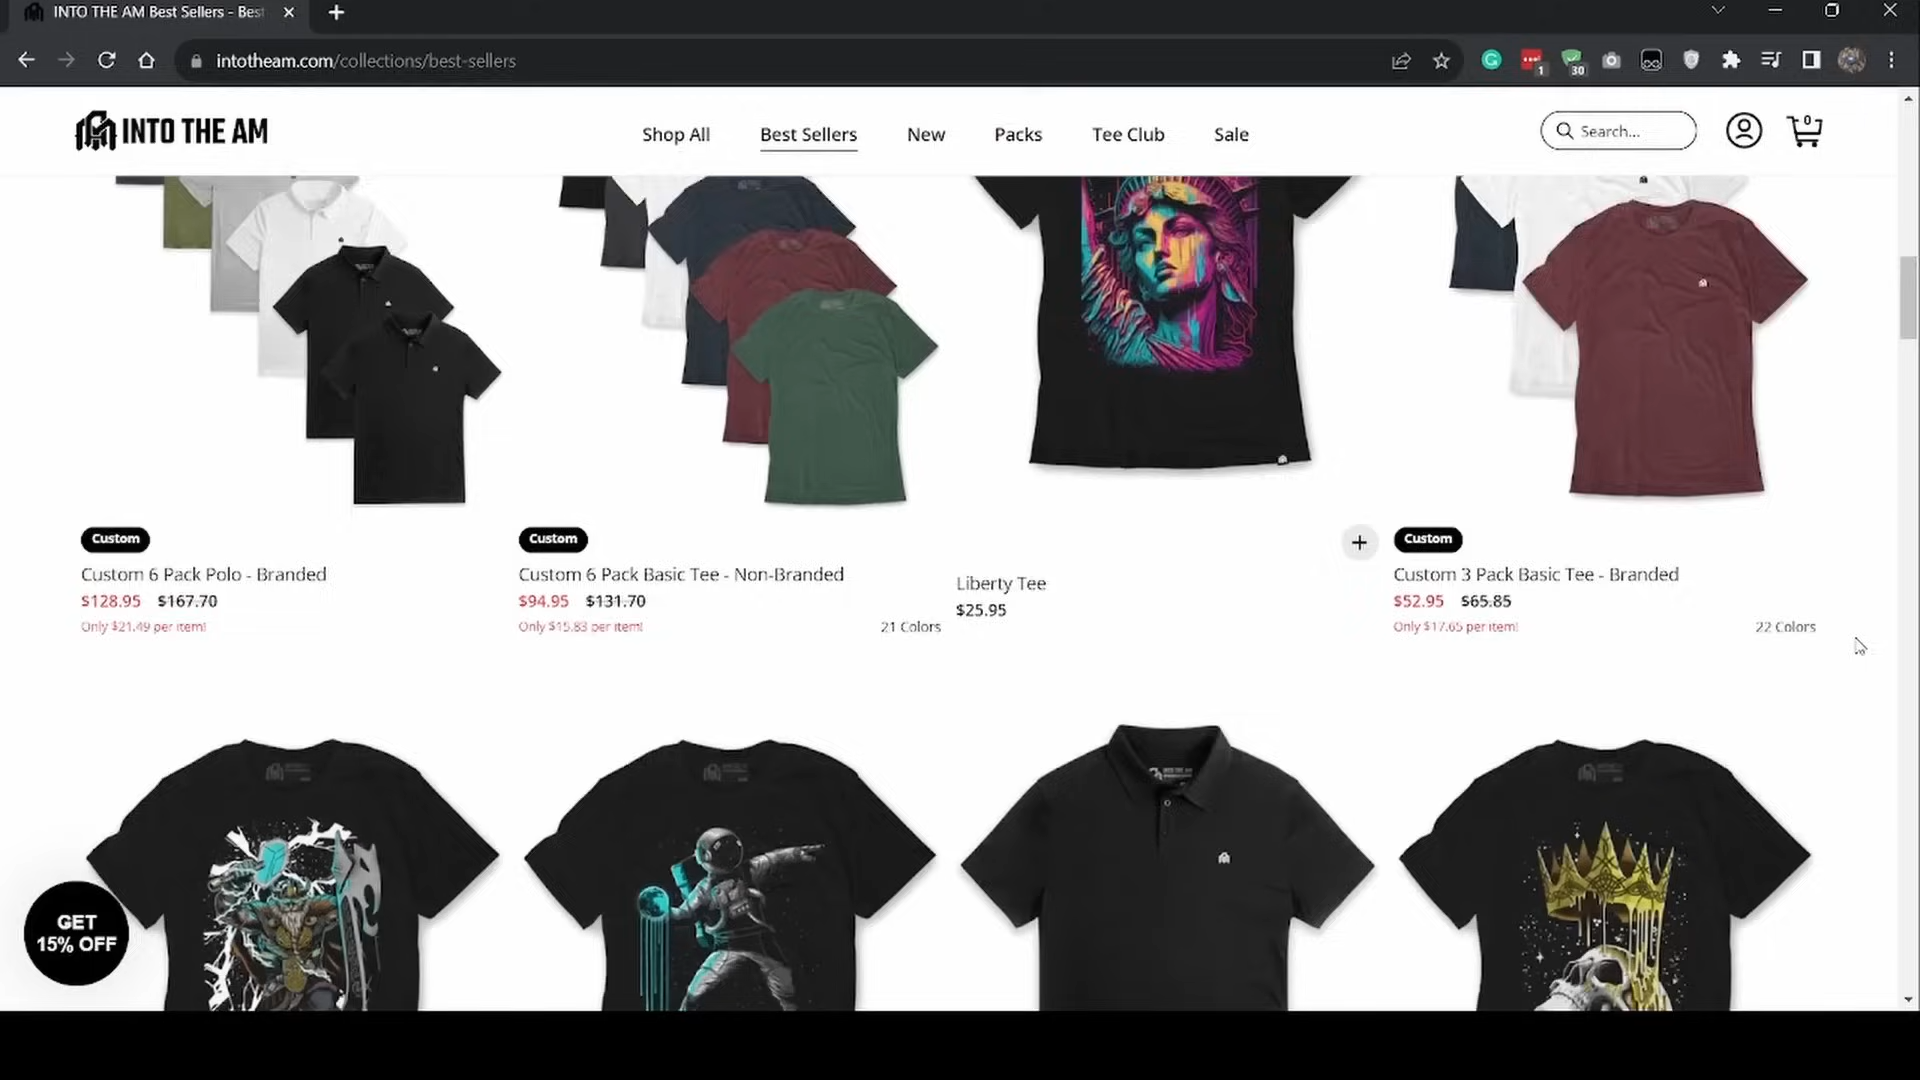 INTO THE AM Best Sellers - Best
intotheam.com/collections/best-sellers
1
30
INTO THE AM
Shop All
Best Sellers
New
Packs
Tee Club
Sale
Search...
0
Custom
Custom 6 Pack Polo - Branded
$128.95 $167.70
Only $21.49 per item!
Custom
Custom 6 Pack Basic Tee - Non-Branded
$94.95 $131.70
Only $15.83 per item!
21 Colors
Liberty Tee
$25.95
Custom
Custom 3 Pack Basic Tee - Branded
$52.95 $65.85
Only $17.65 per item!
22 Colors
GET
15% OFF